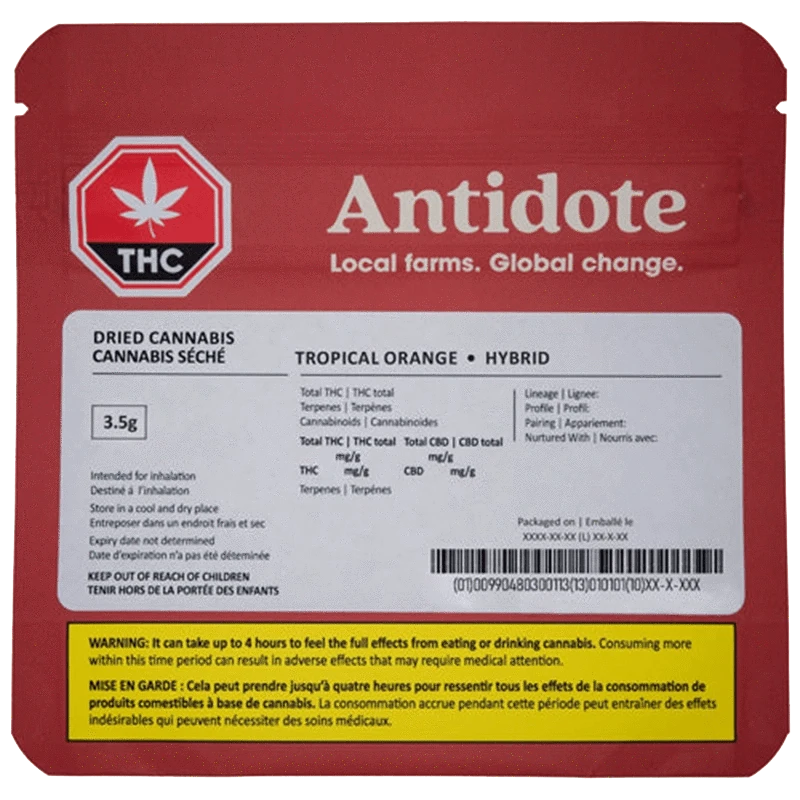 THC
Antidote
Local farms. Global change.
DRIED CANNABIS
CANNABIS SÉCHÉ
TROPICAL ORANGE • HYBRID
3.5g
Total THC | THC total
Terpenes | Terpènes
Cannabinoids | Cannabinoides
Total THC | THC total Total CBD | CBD total
mg/g mg/g
THC mg/g CBD mg/g
Terpenes | Terpénes
Lineage | Lignee:
Profile | Profil:
Pairing | Appariement:
Nurtured With | Nourris avec:
Intended for inhalation
Destiné à l'inhalation
Store in a cool and dry place
Entreposer dans un endroit frais et sec
Expiry date not determined
Date d'expiration n'a pas été déteminée
KEEP OUT OF REACH OF CHILDREN
TENIR HORS DE LA PORTÉE DES ENFANTS
Packaged on | Emballé le
XXXX-XX-XX (L) XX-X-XX
(01)00990480300113(13)010101(10)XX-X-XXX
WARNING: It can take up to 4 hours to feel the full effects from eating or drinking cannabis. Consuming more
within this time period can result in adverse effects that may require medical attention.
MISE EN GARDE : Cela peut prendre jusqu'à quatre heures pour ressentir tous les effets de la consommation de
produits comestibles à base de cannabis. La consommation accrue pendant cette période peut entraîner des effets
indésirables qui peuvent nécessiter des soins médicaux.